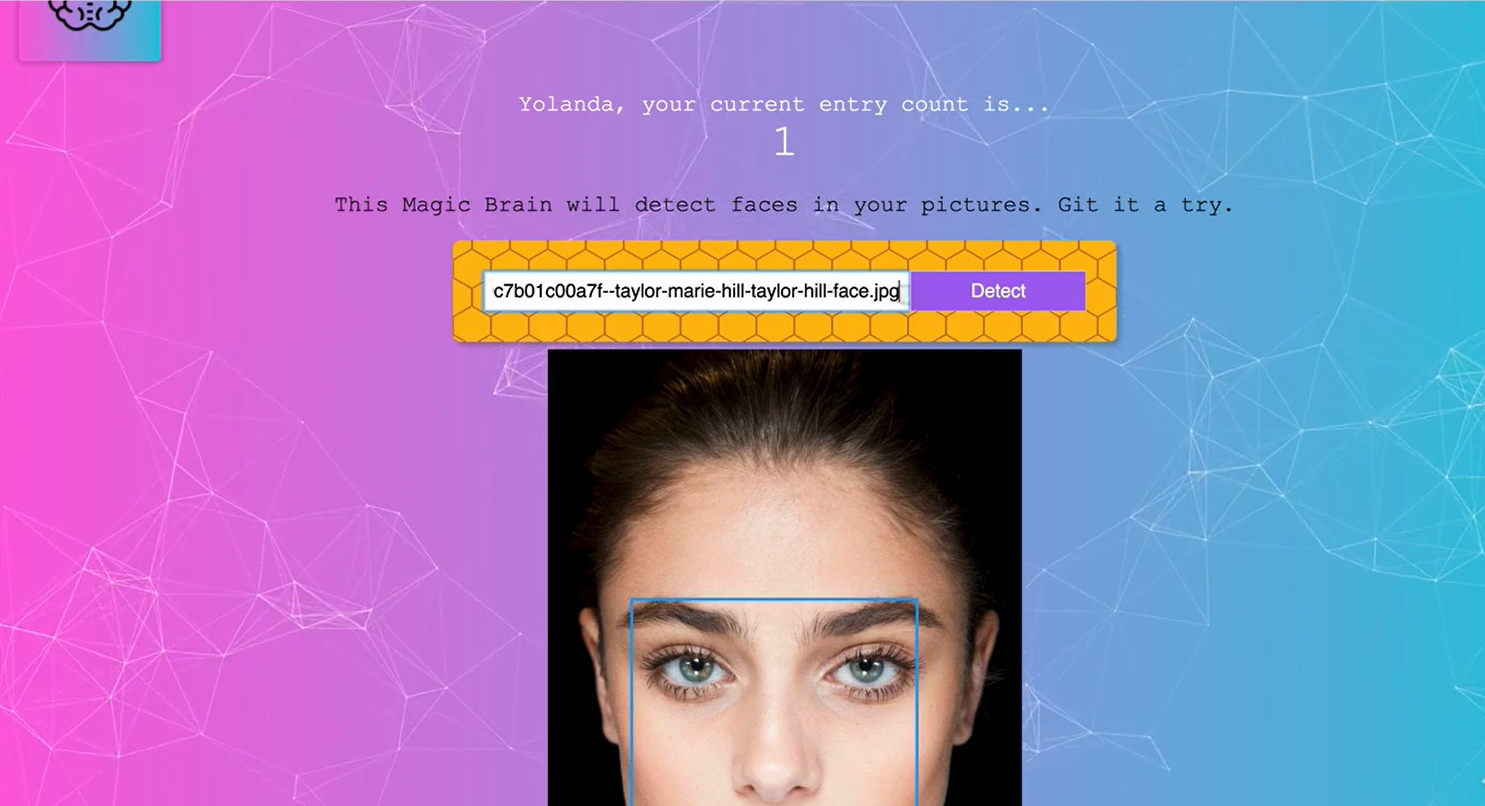 Yolanda, your current entry count is...
1
This Magic Brain will detect faces in your pictures. Git it a try.
c7b01c00a7f--taylor-marie-hill-taylor-hill-face.jpg Detect